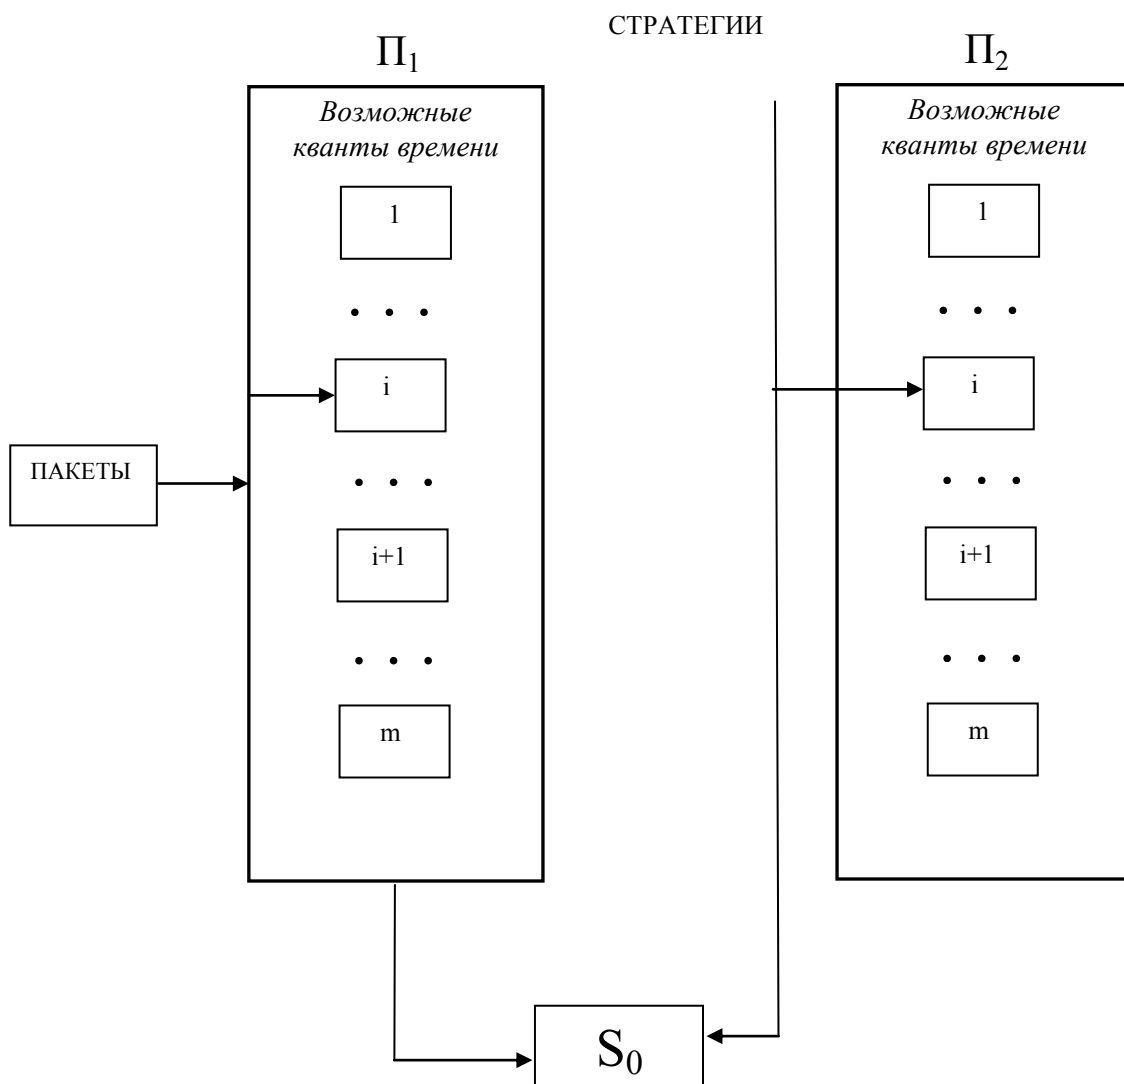 СТРАТЕГИИ
П₁
Возможные
кванты времени
1
. . .
i
. . .
i+1
. . .
m
ПАКЕТЫ
П₂
Возможные
кванты времени
1
. . .
i
. . .
i+1
. . .
m
S₀